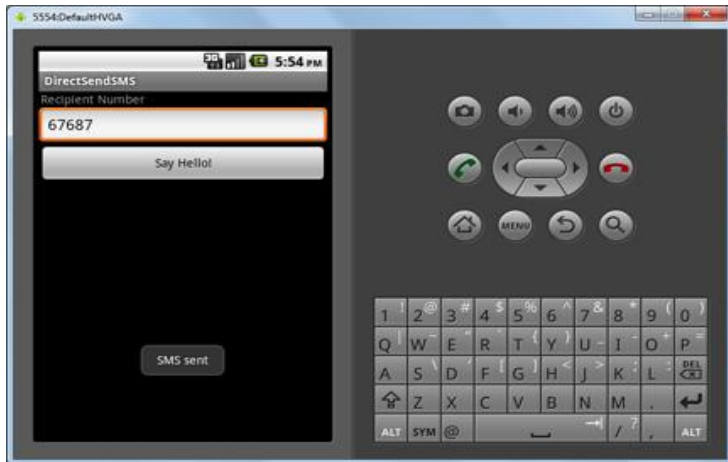 5554:DefaultHVGA
5:54 PM
DirectSendSMS
Recipient Number
67687
Say Hello!
SMS sent
MENU
1 ! 2 @ 3 # 4 $ 5 % 6 ^ 7 & 8 * 9 ( 0 )
Q | W ~ E " R ` T { Y } U _ I - O + P =
A S \ D ' F [ G ] H < J > K ; L : DEL
Z X C V B N M .
ALT SYM @ / ? , ALT